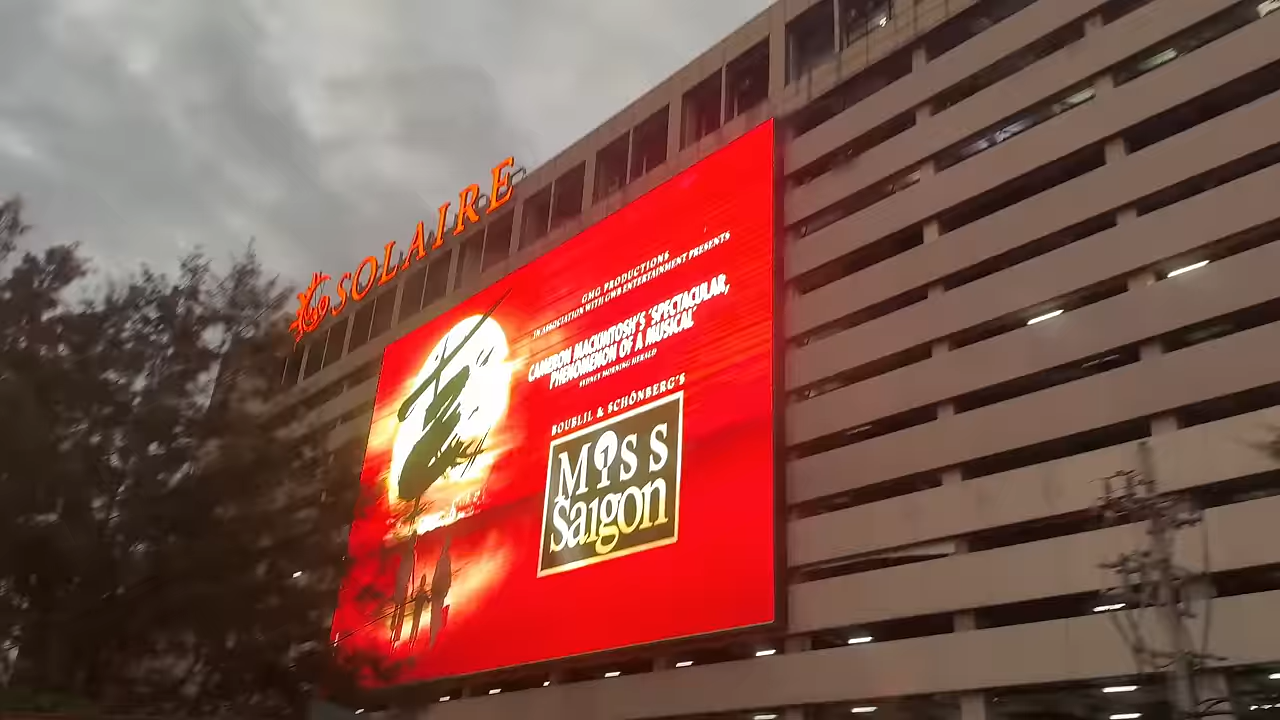 SOLAIRE
GMG PRODUCTIONS
IN ASSOCIATION WITH GWB ENTERTAINMENT PRESENTS
CAMERON MACKINTOSH'S 'SPECTACULAR,
PHENOMENON OF A MUSICAL'
SYDNEY MORNING HERALD
BOUBLIL & SCHÖNBERG'S
MISS
Saigon